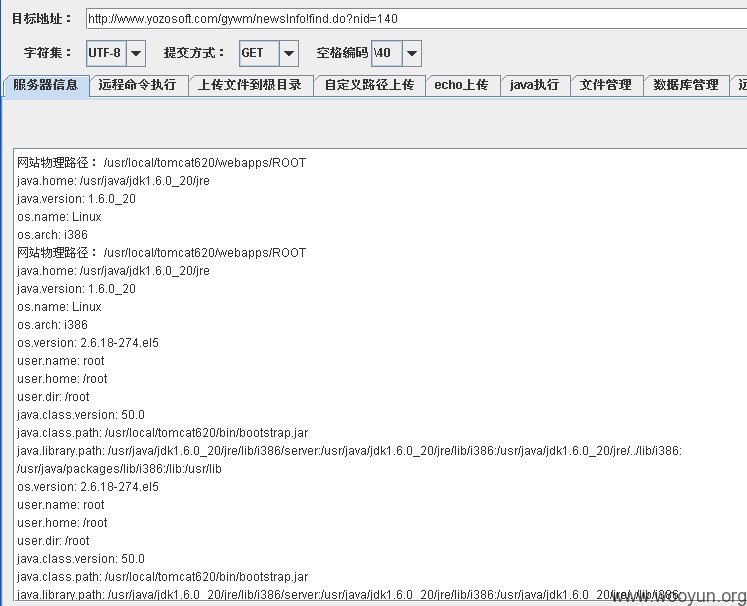 目标地址： http://www.yozosoft.com/gywm/newsInfo!find.do?nid=140
字符集： UTF-8 提交方式： GET 空格编码 \40
服务器信息 远程命令执行 上传文件到根目录 自定义路径上传 echo上传 java执行 文件管理 数据库管理 远
网站物理路径： /usr/local/tomcat620/webapps/ROOT
java.home: /usr/java/jdk1.6.0_20/jre
java.version: 1.6.0_20
os.name: Linux
os.arch: i386
网站物理路径： /usr/local/tomcat620/webapps/ROOT
java.home: /usr/java/jdk1.6.0_20/jre
java.version: 1.6.0_20
os.name: Linux
os.arch: i386
os.version: 2.6.18-274.el5
user.name: root
user.home: /root
user.dir: /root
java.class.version: 50.0
java.class.path: /usr/local/tomcat620/bin/bootstrap.jar
java.library.path: /usr/java/jdk1.6.0_20/jre/lib/i386/server:/usr/java/jdk1.6.0_20/jre/lib/i386:/usr/java/jdk1.6.0_20/jre/../lib/i386:
/usr/java/packages/lib/i386:/lib:/usr/lib
os.version: 2.6.18-274.el5
user.name: root
user.home: /root
user.dir: /root
java.class.version: 50.0
java.class.path: /usr/local/tomcat620/bin/bootstrap.jar
java.library.path: /usr/java/jdk1.6.0_20/jre/lib/i386/server:/usr/java/jdk1.6.0_20/jre/lib/i386:/usr/java/jdk1.6.0_20/jre/../lib/i386:
www.wooyun.org